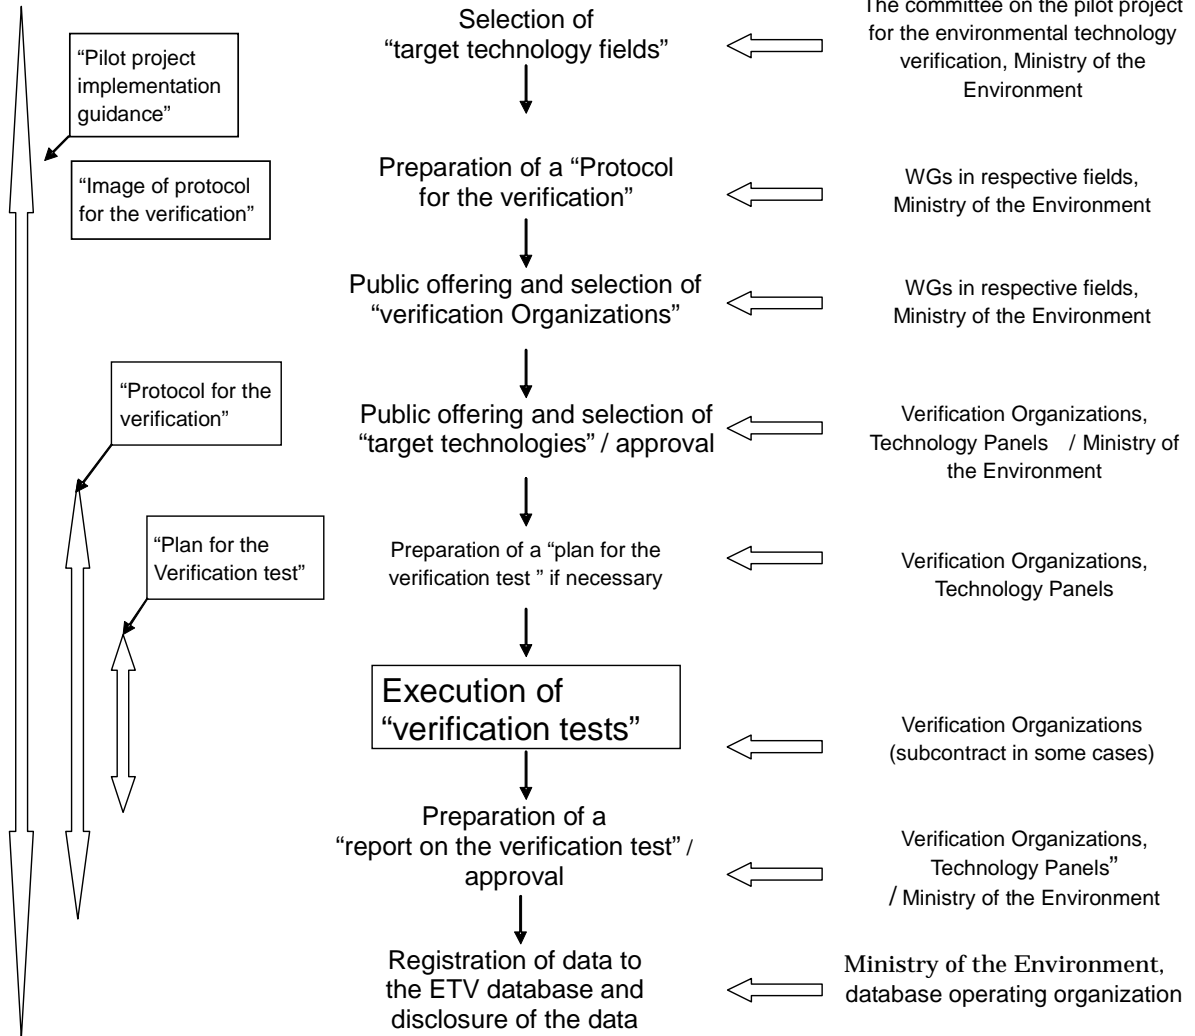 Selection of
“target technology fields”
The committee on the pilot project
for the environmental technology
verification, Ministry of the
Environment
“Pilot project
implementation
guidance”
“Image of protocol
for the verification”
Preparation of a “Protocol
for the verification”
WGs in respective fields,
Ministry of the Environment
Public offering and selection of
“verification Organizations”
WGs in respective fields,
Ministry of the Environment
“Protocol for the
verification”
Public offering and selection of
“target technologies” / approval
Verification Organizations,
Technology Panels / Ministry of
the Environment
“Plan for the
Verification test”
Preparation of a “plan for the
verification test ” if necessary
Verification Organizations,
Technology Panels
Execution of
“verification tests”
Verification Organizations
(subcontract in some cases)
Preparation of a
“report on the verification test” /
approval
Verification Organizations,
Technology Panels”
/ Ministry of the Environment
Registration of data to
the ETV database and
disclosure of the data
Ministry of the Environment,
database operating organization